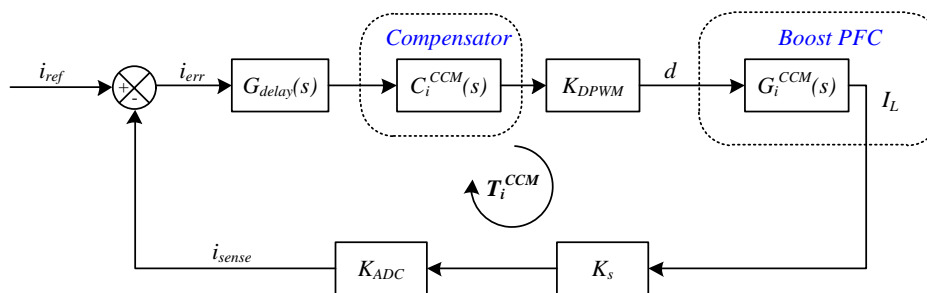 Compensator
Boost PFC
i_ref
+
-
i_err
G_delay(s)
C_i^CCM(s)
K_DPWM
d
G_i^CCM(s)
I_L
T_i^CCM
i_sense
K_ADC
K_s